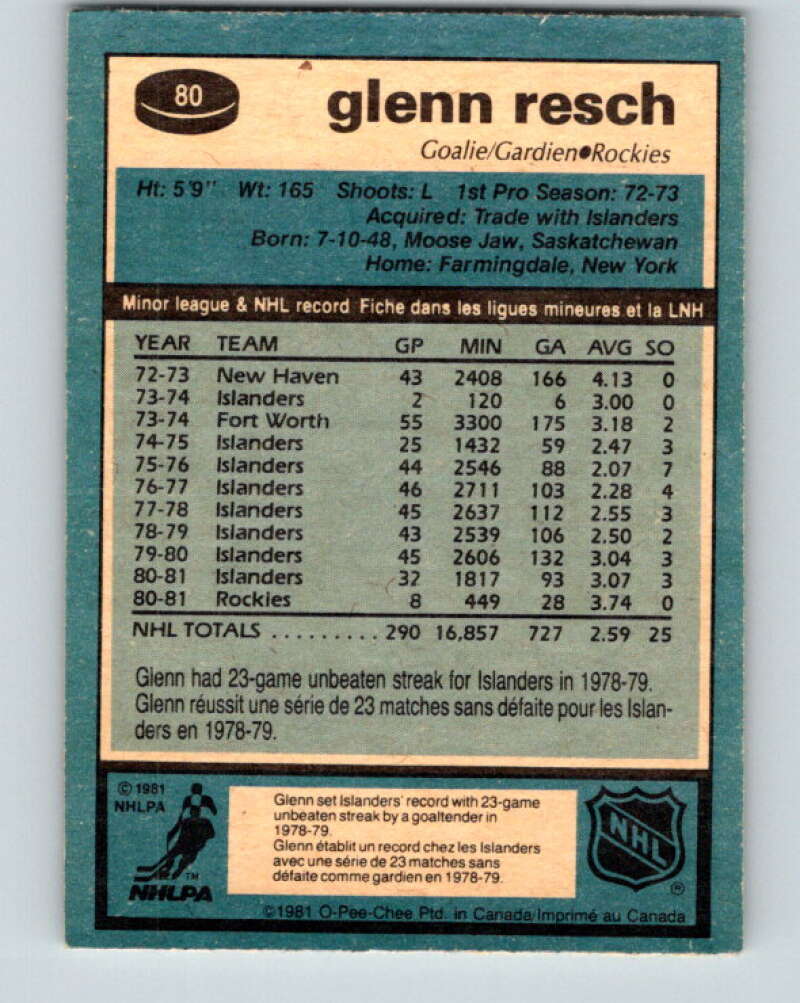 80
glenn resch
Goalie/Gardien•Rockies
Ht: 5'9" Wt: 165 Shoots: L 1st Pro Season: 72-73
Acquired: Trade with Islanders
Born: 7-10-48, Moose Jaw, Saskatchewan
Home: Farmingdale, New York
Minor league & NHL record Fiche dans les ligues mineures et la LNH
YEAR TEAM GP MIN GA AVG SO
72-73 New Haven 43 2408 166 4.13 0
73-74 Islanders 2 120 6 3.00 0
73-74 Fort Worth 55 3300 175 3.18 2
74-75 Islanders 25 1432 59 2.47 3
75-76 Islanders 44 2546 88 2.07 7
76-77 Islanders 46 2711 103 2.28 4
77-78 Islanders 45 2637 112 2.55 3
78-79 Islanders 43 2539 106 2.50 2
79-80 Islanders 45 2606 132 3.04 3
80-81 Islanders 32 1817 93 3.07 3
80-81 Rockies 8 449 28 3.74 0
NHL TOTALS ......... 290 16,857 727 2.59 25
Glenn had 23-game unbeaten streak for Islanders in 1978-79.
Glenn réussit une série de 23 matches sans défaite pour les Islan-
ders en 1978-79.
© 1981
NHLPA
TM
NHLPA
Glenn set Islanders' record with 23-game
unbeaten streak by a goaltender in
1978-79.
Glenn établit un record chez les Islanders
avec une série de 23 matches sans
défaite comme gardien en 1978-79.
NHL
®
©1981 O-Pee-Chee Ptd. in Canada/Imprimé au Canada